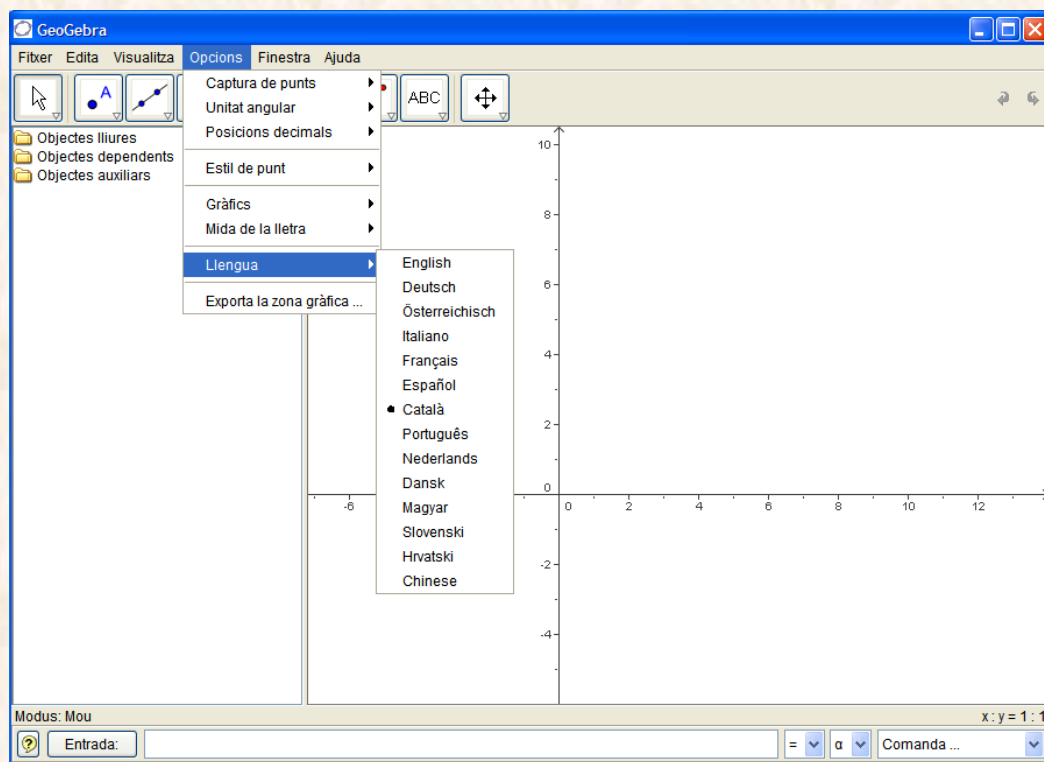 GeoGebra
Fitxer Edita Visualitza Opcions Finestra Ajuda
A ABC
Captura de punts
Unitat angular
Posicions decimals
Estil de punt
Gràfics
Mida de la lletra
Llengua
Exporta la zona gràfica ...
Objectes lliures
Objectes dependents
Objectes auxiliars
English
Deutsch
Österreichisch
Italiano
Français
Español
Català
Português
Nederlands
Dansk
Magyar
Slovenski
Hrvatski
Chinese
10
8
6
4
2
0
-2
-4
-6 0 2 4 6 8 10 12
Modus: Mou x : y = 1 : 1
Entrada: = α Comanda ...